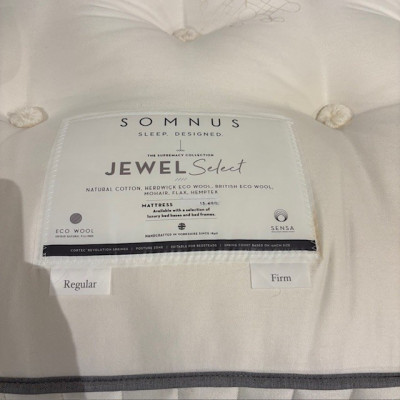 SOMNUS
SLEEP. DESIGNED.
THE SUPREMACY COLLECTION
JEWEL Select
NATURAL COTTON, HERDWICK ECO WOOL, BRITISH ECO WOOL,
MOHAIR, FLAX, HEMPTEX
MATTRESS
Available with a selection of
luxury bed bases and bed frames.
ECO WOOL
SENSA
HANDCRAFTED IN YORKSHIRE SINCE 1840
Regular
Firm